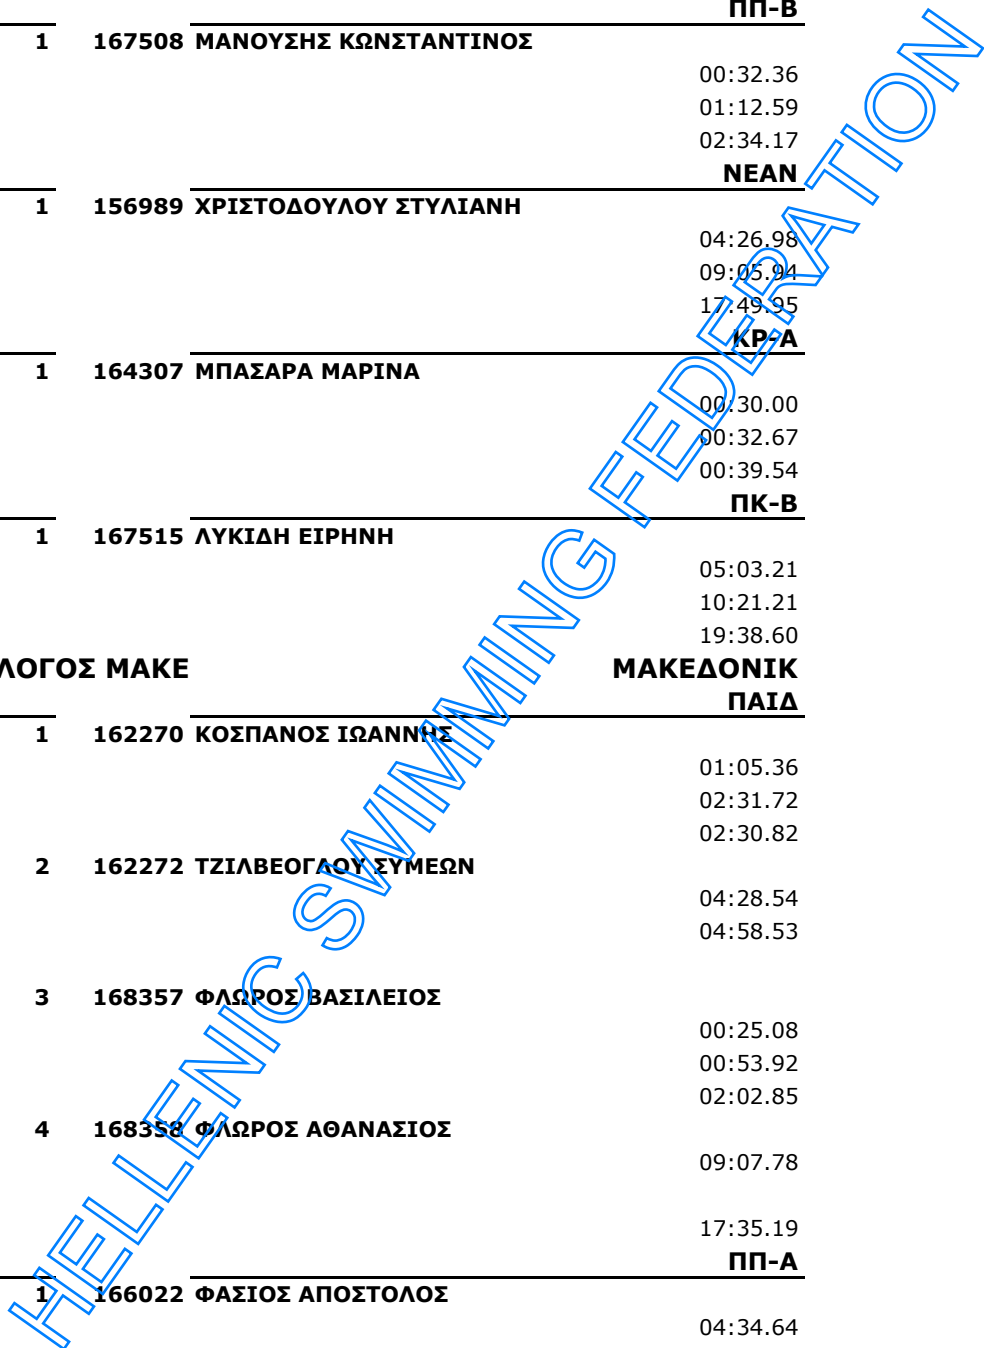 ΠΠ-Β
1 167508 ΜΑΝΟΥΣΗΣ ΚΩΝΣΤΑΝΤΙΝΟΣ
00:32.36
01:12.59
02:34.17
ΝΕΑΝ
1 156989 ΧΡΙΣΤΟΔΟΥΛΟΥ ΣΤΥΛΙΑΝΗ
04:26.98
09:05.94
17:49.95
ΚΡ-Α
1 164307 ΜΠΑΣΑΡΑ ΜΑΡΙΝΑ
00:30.00
00:32.67
00:39.54
ΠΚ-Β
1 167515 ΛΥΚΙΔΗ ΕΙΡΗΝΗ
05:03.21
10:21.21
19:38.60
ΛΟΓΟΣ ΜΑΚΕ ΜΑΚΕΔΟΝΙΚ
ΠΑΙΔ
1 162270 ΚΟΣΠΑΝΟΣ ΙΩΑΝΝΗΣ
01:05.36
02:31.72
02:30.82
2 162272 ΤΖΙΛΒΕΟΓΛΟΥ ΣΥΜΕΩΝ
04:28.54
04:58.53
3 168357 ΦΛΩΡΟΣ ΒΑΣΙΛΕΙΟΣ
00:25.08
00:53.92
02:02.85
4 168358 ΦΛΩΡΟΣ ΑΘΑΝΑΣΙΟΣ
09:07.78
17:35.19
ΠΠ-Α
1 166022 ΦΑΣΙΟΣ ΑΠΟΣΤΟΛΟΣ
04:34.64
HELLENIC SWIMMING FEDERATION